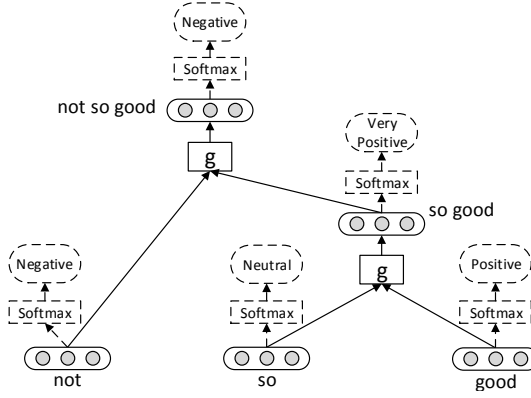 Negative
Softmax
not so good
g
Very
Positive
Softmax
so good
g
Negative
Softmax
not
Neutral
Softmax
so
Positive
Softmax
good